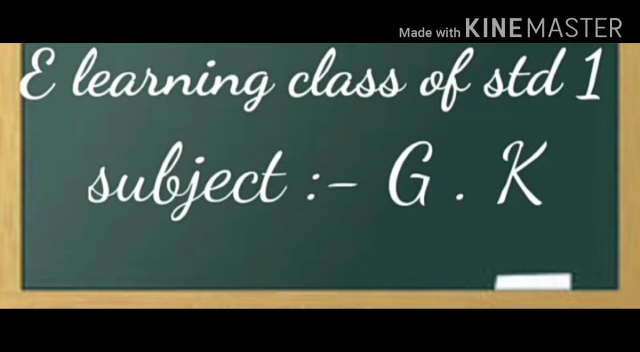 Made with KINEMASTER
E learning class of std 1
subject :- G . K